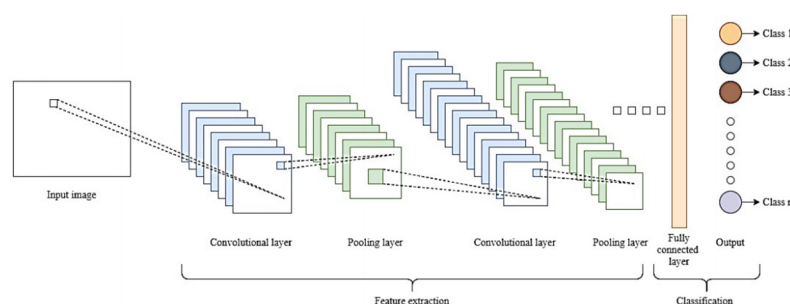 Class 1
Class 2
Class 3
Class n
Input image
Convolutional layer
Pooling layer
Convolutional layer
Pooling layer
Fully
connected
layer
Output
Feature extraction
Classification